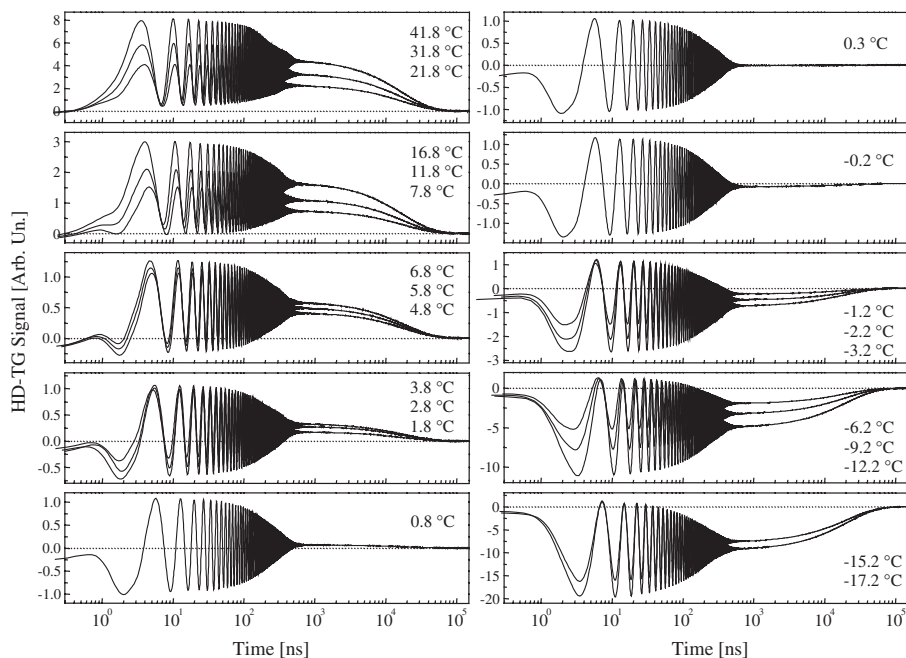 HD-TG Signal [Arb. Un.]
8
6
4
2
0
41.8 °C
31.8 °C
21.8 °C
3
2
1
0
16.8 °C
11.8 °C
7.8 °C
1.0
0.5
0.0
6.8 °C
5.8 °C
4.8 °C
1.0
0.5
0.0
-0.5
3.8 °C
2.8 °C
1.8 °C
1.0
0.5
0.0
-0.5
-1.0
0.8 °C
10^0 10^1 10^2 10^3 10^4 10^5
Time [ns]
1.0
0.5
0.0
-0.5
-1.0
0.3 °C
1.0
0.5
0.0
-0.5
-1.0
-0.2 °C
1
0
-1
-2
-3
-1.2 °C
-2.2 °C
-3.2 °C
0
-5
-10
-6.2 °C
-9.2 °C
-12.2 °C
0
-5
-10
-15
-20
-15.2 °C
-17.2 °C
10^0 10^1 10^2 10^3 10^4 10^5
Time [ns]